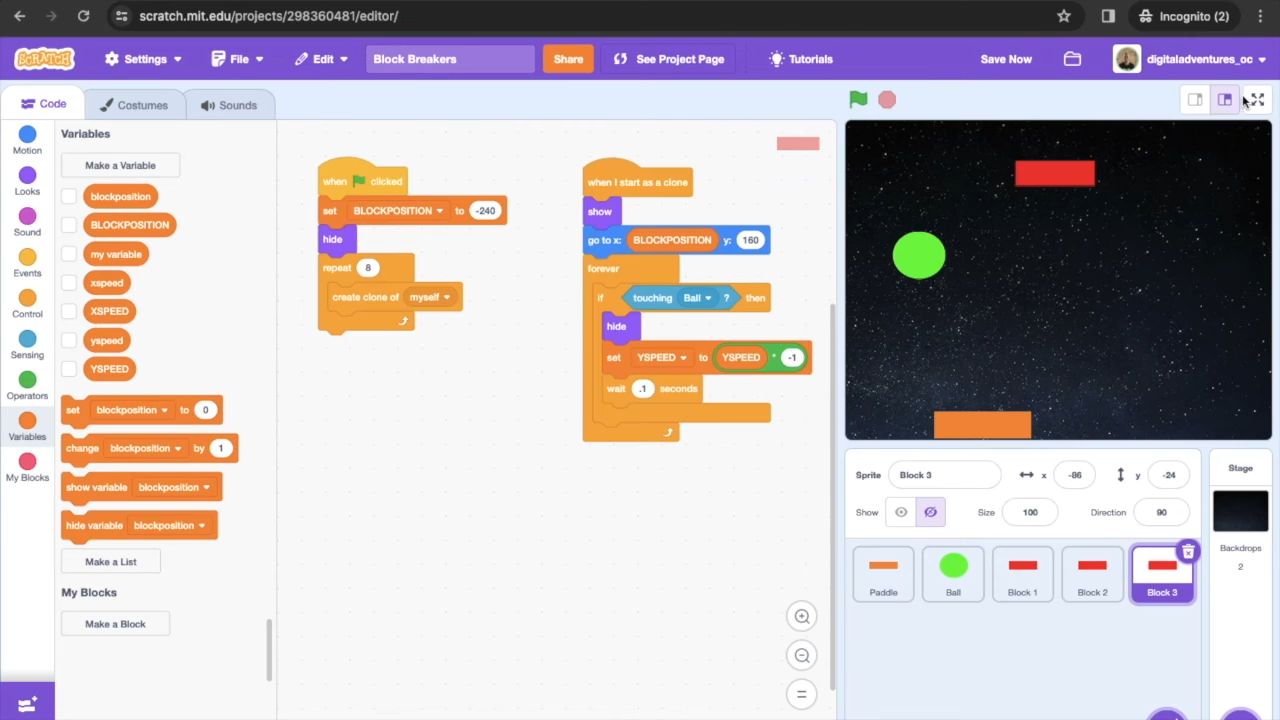 scratch.mit.edu/projects/298360481/editor/
Incognito (2)
SCRATCH
Settings
File
Edit
Block Breakers
Share
See Project Page
Tutorials
Save Now
digitaladventures_oc
Code
Costumes
Sounds
Motion
Looks
Sound
Events
Control
Sensing
Operators
Variables
My Blocks
Variables
Make a Variable
blockposition
BLOCKPOSITION
my variable
xspeed
XSPEED
yspeed
YSPEED
set blockposition to 0
change blockposition by 1
show variable blockposition
hide variable blockposition
Make a List
My Blocks
Make a Block
when clicked
set BLOCKPOSITION to -240
hide
repeat 8
create clone of myself
when I start as a clone
show
go to x: BLOCKPOSITION y: 160
forever
if touching Ball ? then
hide
set YSPEED to YSPEED * -1
wait .1 seconds
Sprite Block 3 x -86 y -24
Show Size 100 Direction 90
Paddle
Ball
Block 1
Block 2
Block 3
Stage
Backdrops
2